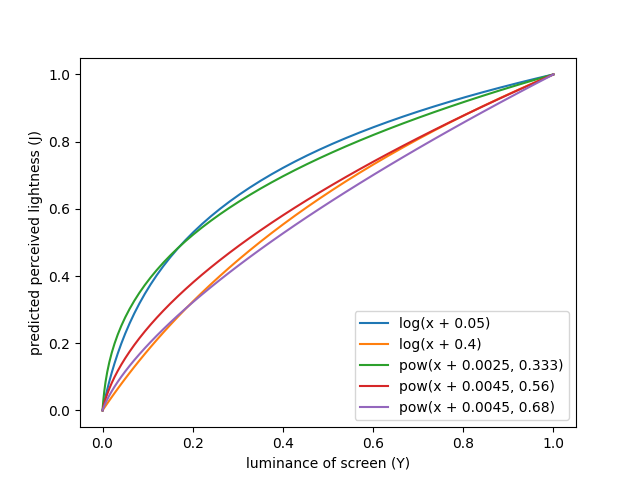 1.0
0.8
0.6
0.4
0.2
0.0
predicted perceived lightness (J)
log(x + 0.05)
log(x + 0.4)
pow(x + 0.0025, 0.333)
pow(x + 0.0045, 0.56)
pow(x + 0.0045, 0.68)
0.0 0.2 0.4 0.6 0.8 1.0
luminance of screen (Y)